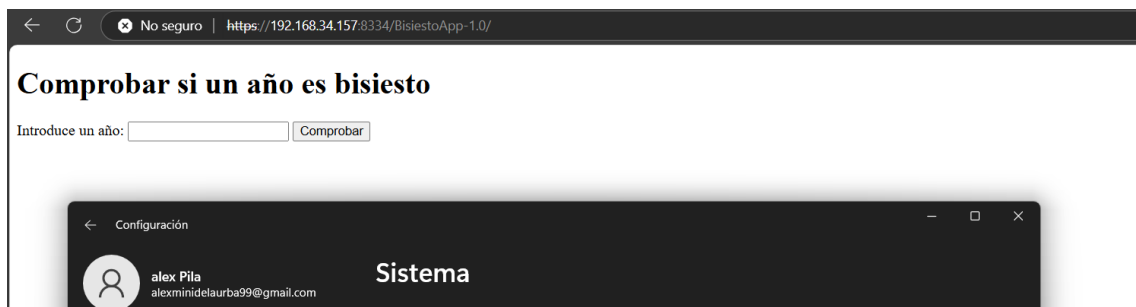 No seguro | https://192.168.34.157:8334/BisiestoApp-1.0/
Comprobar si un año es bisiesto
Introduce un año: Comprobar
Configuración
alex Pila
alexminidelaurba99@gmail.com
Sistema